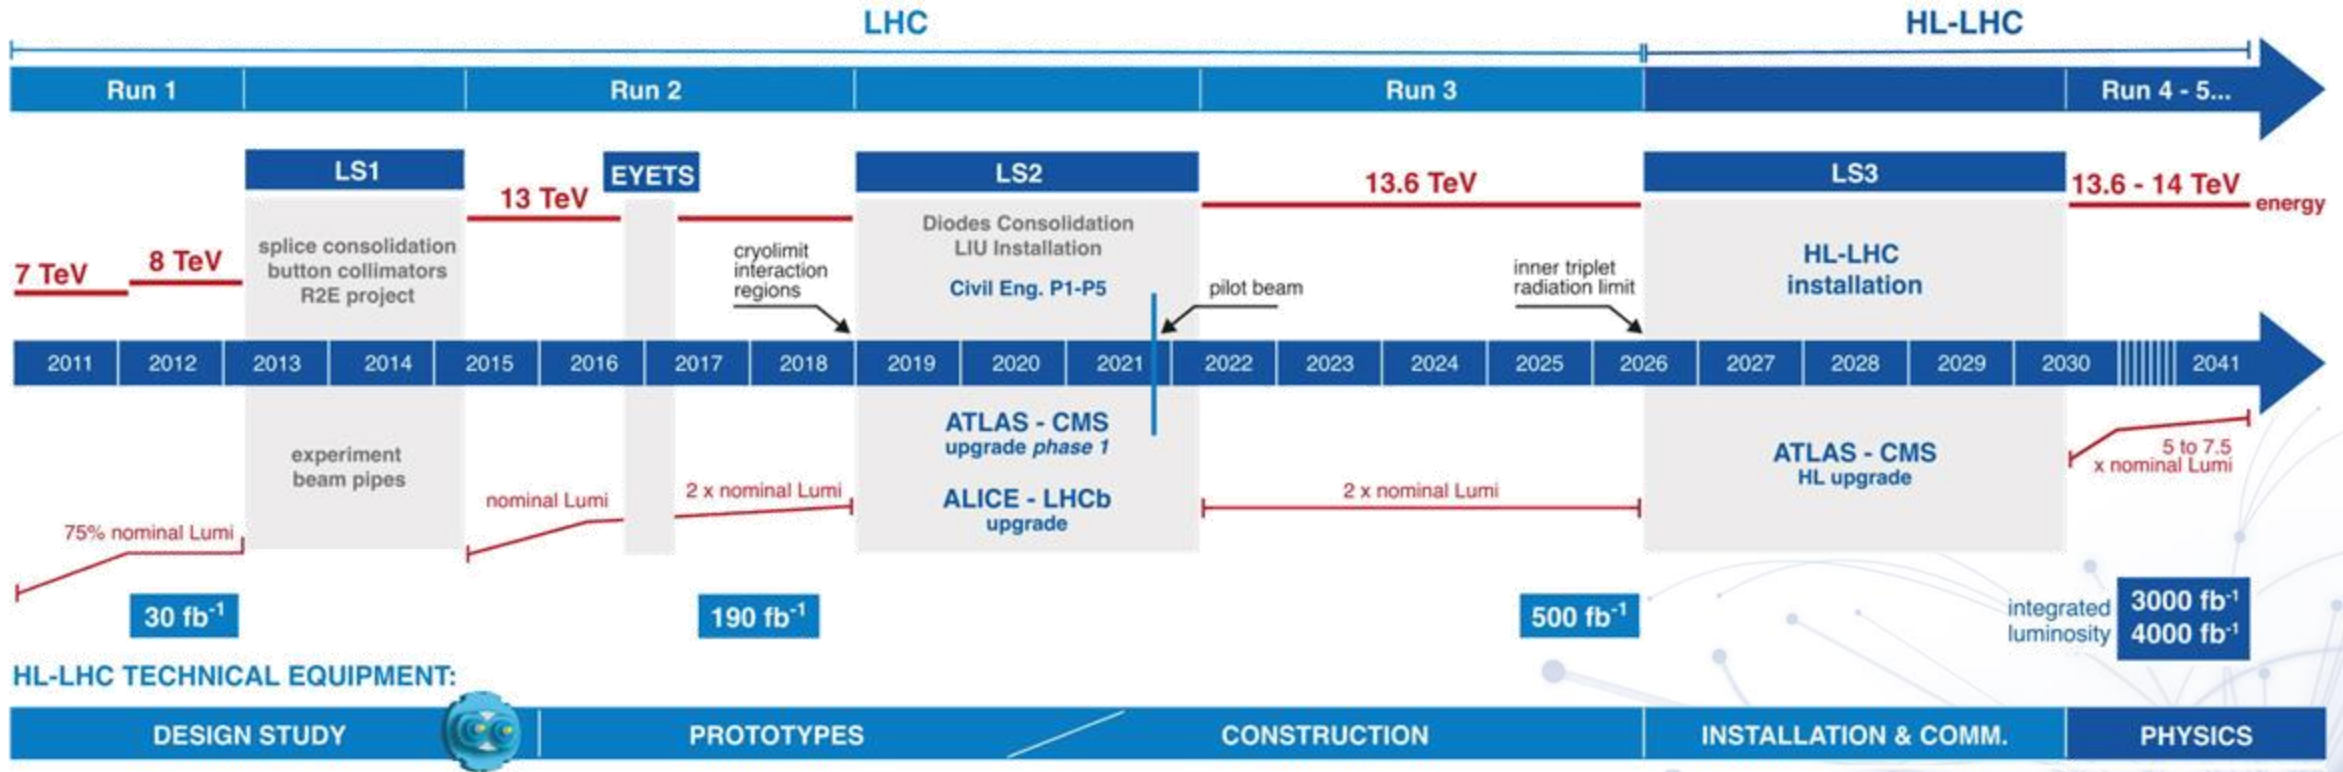 LHC
HL-LHC
Run 1
Run 2
Run 3
Run 4 - 5...
LS1
EYETS
LS2
LS3
13 TeV
13.6 TeV
13.6 - 14 TeV
energy
7 TeV
8 TeV
splice consolidation
button collimators
R2E project
cryolimit
interaction
regions
Diodes Consolidation
LIU Installation
Civil Eng. P1-P5
pilot beam
inner triplet
radiation limit
HL-LHC
installation
2011
2012
2013
2014
2015
2016
2017
2018
2019
2020
2021
2022
2023
2024
2025
2026
2027
2028
2029
2030
2041
75% nominal Lumi
experiment
beam pipes
nominal Lumi
2 x nominal Lumi
ATLAS - CMS
upgrade phase 1
ALICE - LHCb
upgrade
2 x nominal Lumi
ATLAS - CMS
HL upgrade
5 to 7.5
x nominal Lumi
30 fb⁻¹
190 fb⁻¹
500 fb⁻¹
integrated
luminosity
3000 fb⁻¹
4000 fb⁻¹
HL-LHC TECHNICAL EQUIPMENT:
DESIGN STUDY
PROTOTYPES
CONSTRUCTION
INSTALLATION & COMM.
PHYSICS